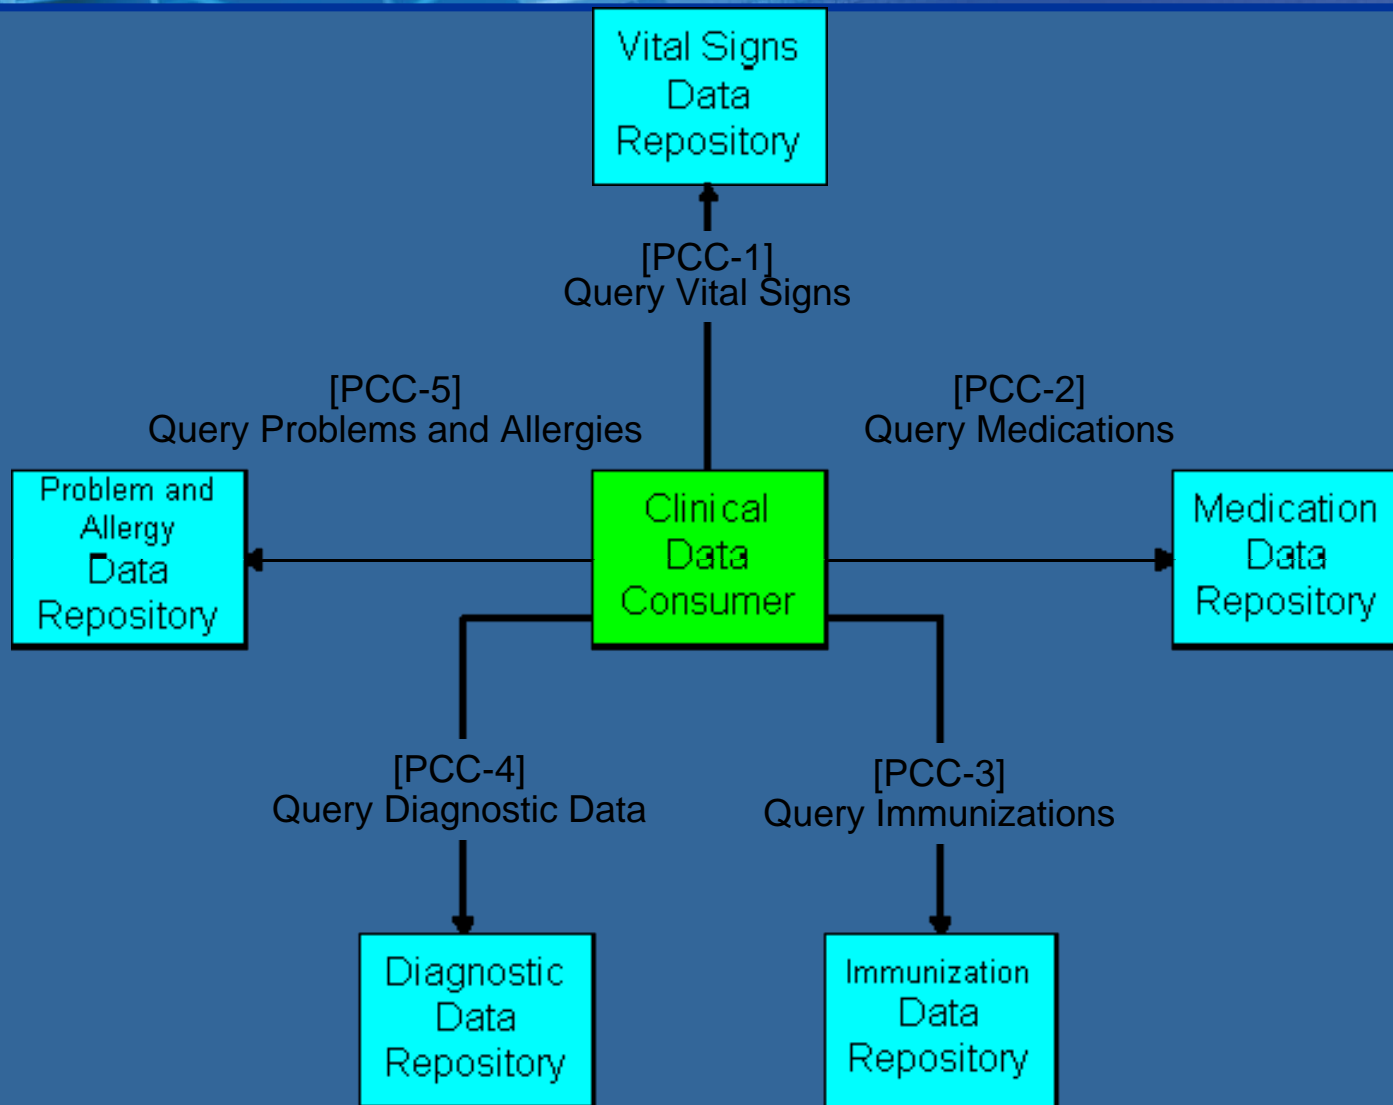 Vital Signs
Data
Repository
[PCC-1]
Query Vital Signs
[PCC-5]
Query Problems and Allergies
[PCC-2]
Query Medications
Problem and
Allergy
Data
Repository
Clinical
Data
Consumer
Medication
Data
Repository
[PCC-4]
Query Diagnostic Data
[PCC-3]
Query Immunizations
Diagnostic
Data
Repository
Immunization
Data
Repository